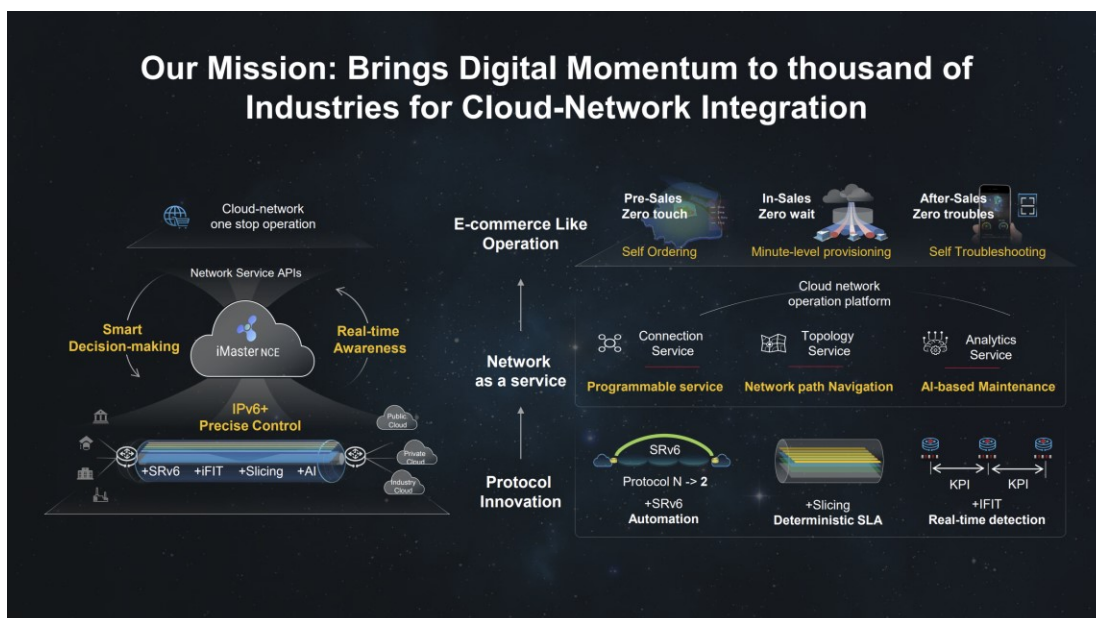 Our Mission: Brings Digital Momentum to thousand of
Industries for Cloud-Network Integration
Cloud-network
one stop operation
Network Service APIs
Smart
Decision-making
iMaster NCE
Real-time
Awareness
IPv6+
Precise Control
+SRv6 +iFIT +Slicing +AI
Public
Cloud
Private
Cloud
Industry
Cloud
E-commerce Like
Operation
Network
as a service
Protocol
Innovation
Pre-Sales
Zero touch
Self Ordering
In-Sales
Zero wait
Minute-level provisioning
After-Sales
Zero troubles
Self Troubleshooting
Cloud network
operation platform
Connection
Service
Programmable service
Topology
Service
Network path Navigation
Analytics
Service
AI-based Maintenance
SRv6
Protocol N -> 2
+SRv6
Automation
+Slicing
Deterministic SLA
KPI KPI
+IFIT
Real-time detection